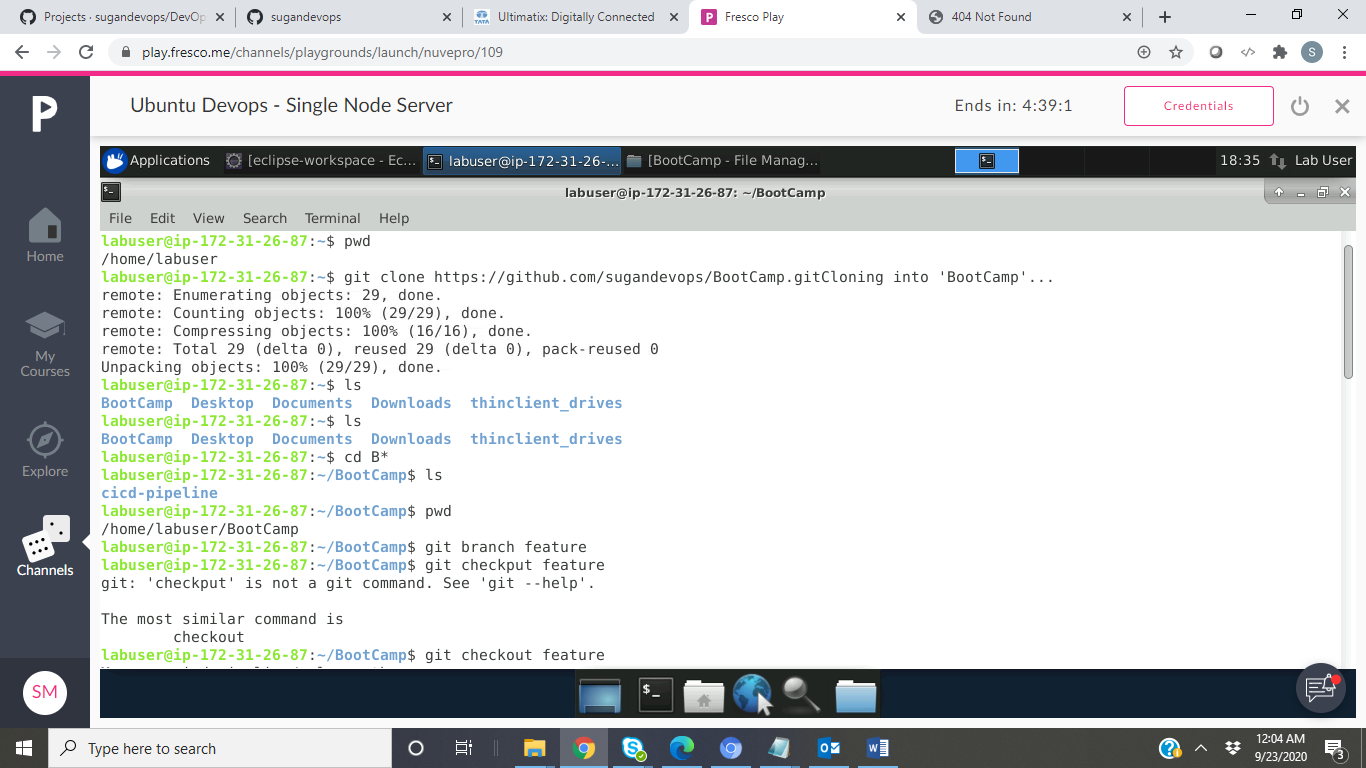 Projects · sugandevops/DevOp
sugandevops
Ultimatix: Digitally Connected
Fresco Play
404 Not Found
play.fresco.me/channels/playgrounds/launch/nuvepro/109
S
Ubuntu Devops - Single Node Server
Ends in: 4:39:1
Credentials
Applications
[eclipse-workspace - Ec...
labuser@ip-172-31-26-...
[BootCamp - File Manag...
18:35
Lab User
labuser@ip-172-31-26-87: ~/BootCamp
File Edit View Search Terminal Help
labuser@ip-172-31-26-87:~$ pwd
/home/labuser
labuser@ip-172-31-26-87:~$ git clone https://github.com/sugandevops/BootCamp.gitCloning into 'BootCamp'...
remote: Enumerating objects: 29, done.
remote: Counting objects: 100% (29/29), done.
remote: Compressing objects: 100% (16/16), done.
remote: Total 29 (delta 0), reused 29 (delta 0), pack-reused 0
Unpacking objects: 100% (29/29), done.
labuser@ip-172-31-26-87:~$ ls
BootCamp Desktop Documents Downloads thinclient_drives
labuser@ip-172-31-26-87:~$ ls
BootCamp Desktop Documents Downloads thinclient_drives
labuser@ip-172-31-26-87:~$ cd B*
labuser@ip-172-31-26-87:~/BootCamp$ ls
cicd-pipeline
labuser@ip-172-31-26-87:~/BootCamp$ pwd
/home/labuser/BootCamp
labuser@ip-172-31-26-87:~/BootCamp$ git branch feature
labuser@ip-172-31-26-87:~/BootCamp$ git checkput feature
git: 'checkput' is not a git command. See 'git --help'.
The most similar command is
checkout
labuser@ip-172-31-26-87:~/BootCamp$ git checkout feature
Home
My
Courses
Explore
Channels
SM
Type here to search
12:04 AM
9/23/2020
3